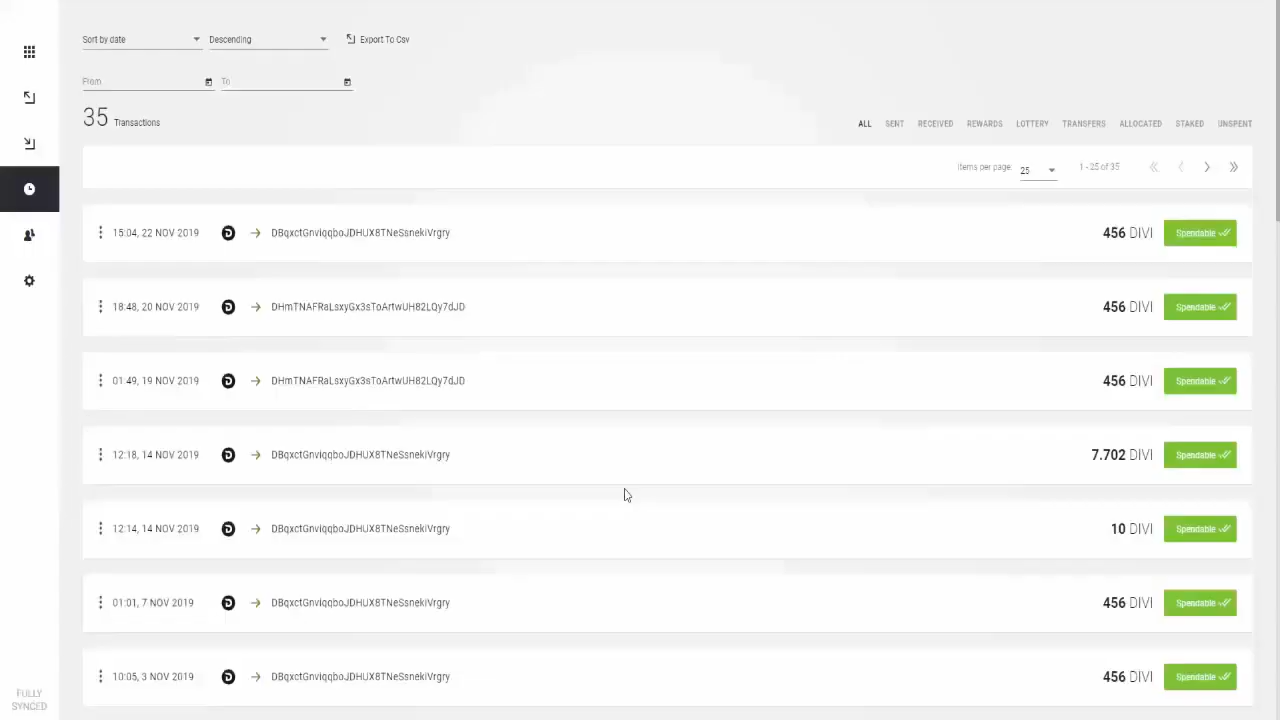 Sort by date Descending Export To Csv
From To
35 Transactions
ALL SENT RECEIVED REWARDS LOTTERY TRANSFERS ALLOCATED STAKED UNSPENT
Items per page: 25 1 - 25 of 35
15:04, 22 NOV 2019 DBqxctGnviqqboJDHUX8TNeSsnekiVrgry 456 DIVI Spendable
18:48, 20 NOV 2019 DHmTNAFRaLsxyGx3sToArtwUH82LQy7dJD 456 DIVI Spendable
01:49, 19 NOV 2019 DHmTNAFRaLsxyGx3sToArtwUH82LQy7dJD 456 DIVI Spendable
12:18, 14 NOV 2019 DBqxctGnviqqboJDHUX8TNeSsnekiVrgry 7.702 DIVI Spendable
12:14, 14 NOV 2019 DBqxctGnviqqboJDHUX8TNeSsnekiVrgry 10 DIVI Spendable
01:01, 7 NOV 2019 DBqxctGnviqqboJDHUX8TNeSsnekiVrgry 456 DIVI Spendable
10:05, 3 NOV 2019 DBqxctGnviqqboJDHUX8TNeSsnekiVrgry 456 DIVI Spendable
FULLY
SYNCED